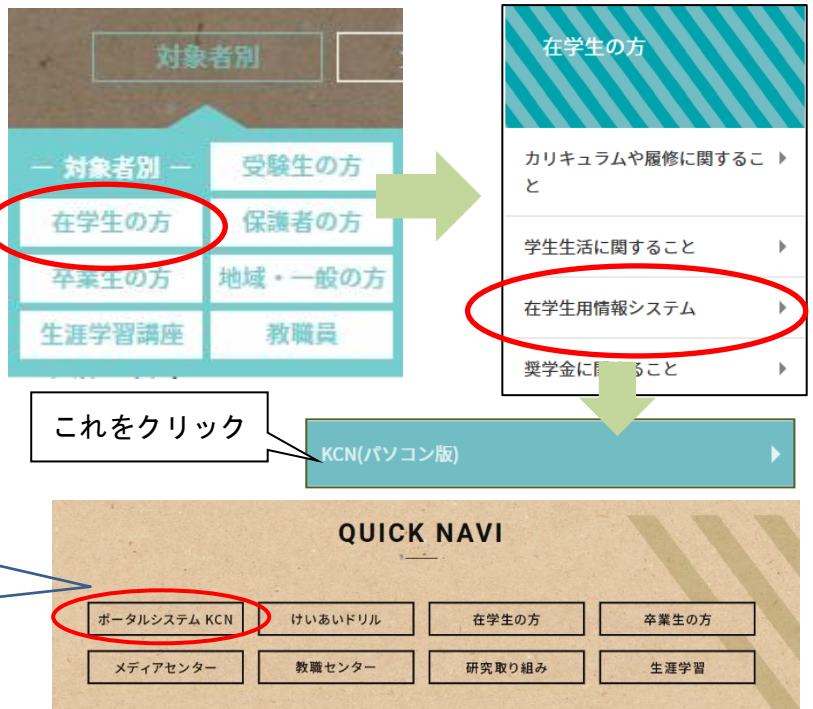 対象者別
在学生の方
― 対象者別 ―
受験生の方
在学生の方
保護者の方
卒業生の方
地域・一般の方
生涯学習講座
教職員
カリキュラムや履修に関するこ
と
学生生活に関すること
在学生用情報システム
奨学金に関すること
これをクリック
KCN(パソコン版)
QUICK NAVI
ポータルシステム KCN
けいあいドリル
在学生の方
卒業生の方
メディアセンター
教職センター
研究取り組み
生涯学習